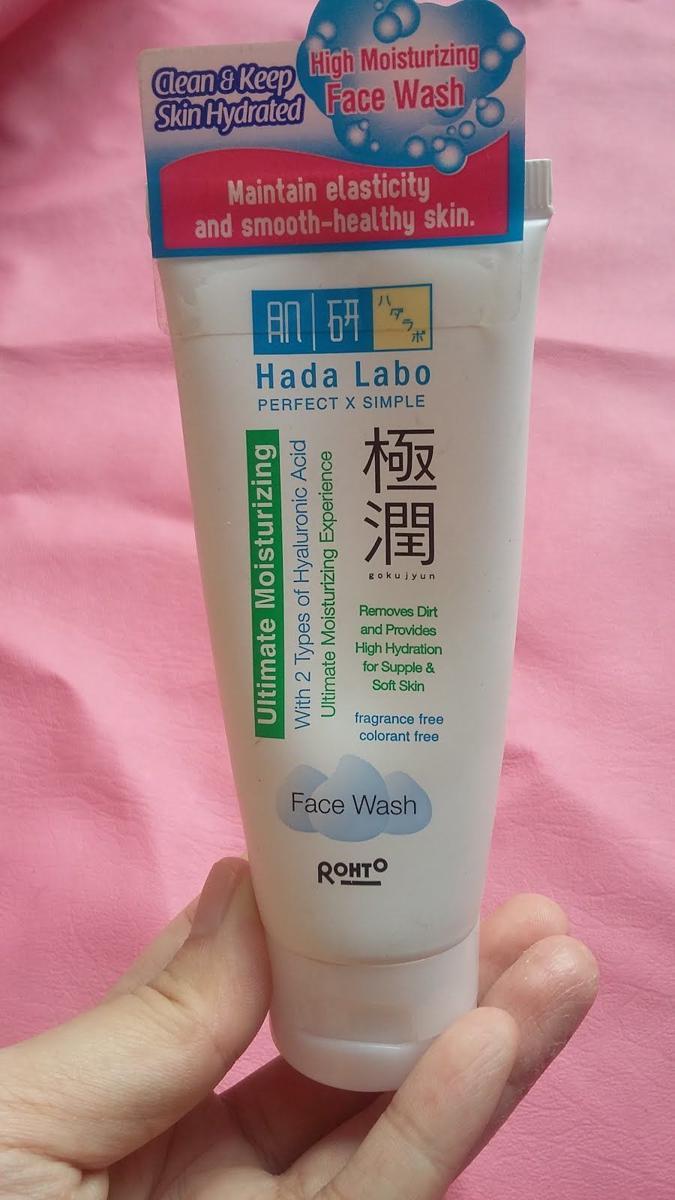 Clean & Keep
Skin Hydrated
High Moisturizing
Face Wash
Maintain elasticity
and smooth-healthy skin.
肌研
ハダラボ
Hada Labo
PERFECT X SIMPLE
Ultimate Moisturizing
With 2 Types of Hyaluronic Acid
Ultimate Moisturizing Experience
極潤
gokujyun
Removes Dirt
and Provides
High Hydration
for Supple &
Soft Skin
fragrance free
colorant free
Face Wash
ROHTO